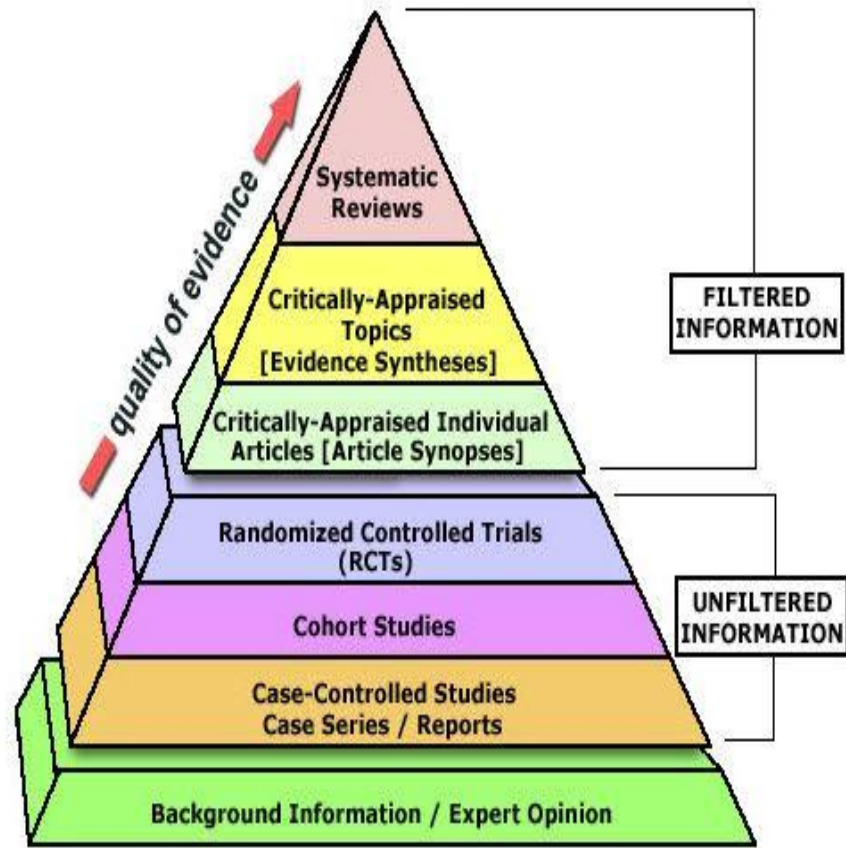 quality of evidence
Systematic
Reviews
Critically-Appraised
Topics
[Evidence Syntheses]
Critically-Appraised Individual
Articles [Article Synopses]
FILTERED
INFORMATION
Randomized Controlled Trials
(RCTs)
Cohort Studies
Case-Controlled Studies
Case Series / Reports
UNFILTERED
INFORMATION
Background Information / Expert Opinion